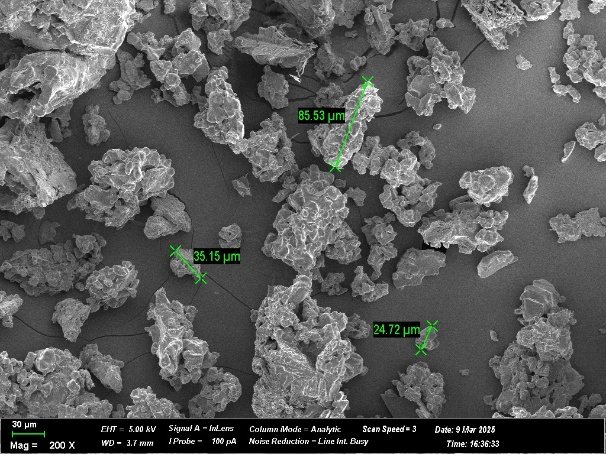 85.53 µm
35.15 µm
24.72 µm
30 µm
Mag = 200 X
EHT = 5.00 kV
WD = 3.7 mm
Signal A = InLens
I Probe = 100 pA
Column Mode = Analytic
Noise Reduction = Line Int. Busy
Scan Speed = 3
Date: 9 Mar 2025
Time: 16:36:33